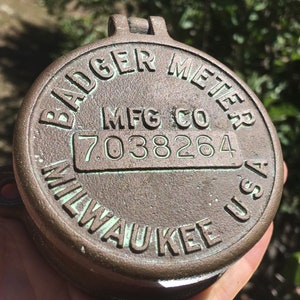 BADGER METER
MFG CO
7038264
MILWAUKEE USA